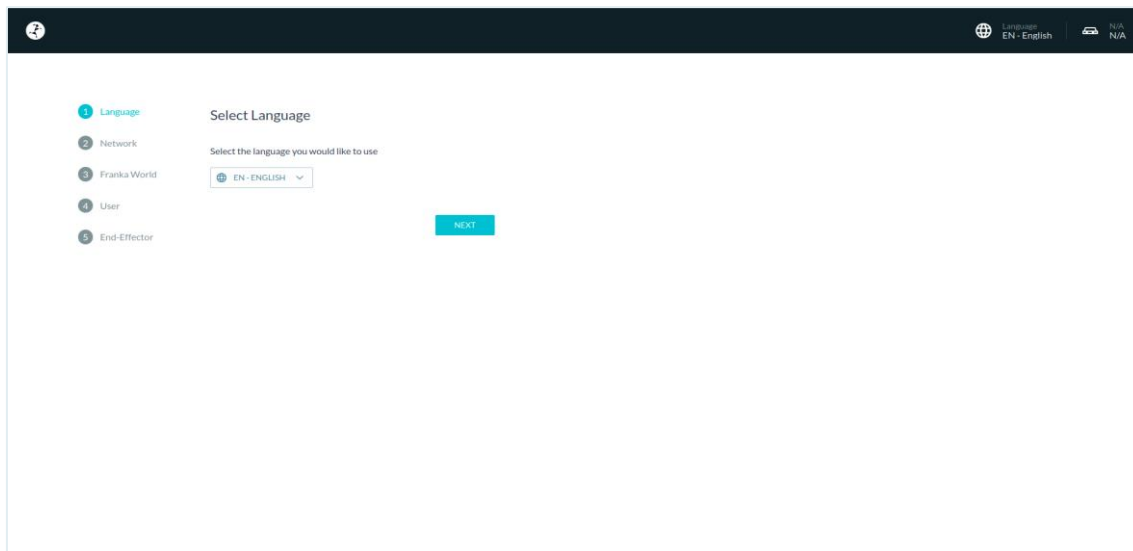 Language
EN - English
N/A
N/A
1 Language
2 Network
3 Franka World
4 User
5 End-Effector
Select Language
Select the language you would like to use
EN - ENGLISH
NEXT